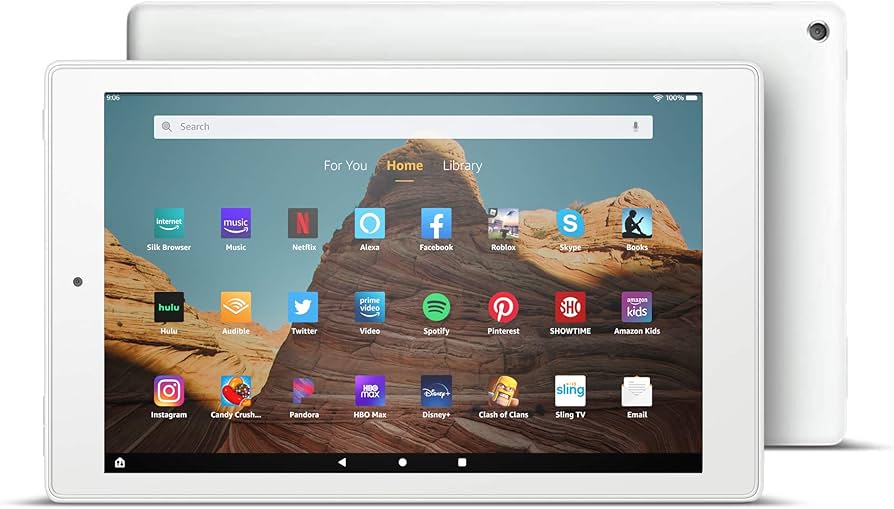 9:06
100%
Search
For You Home Library
internet
music
prime video
Silk Browser Music Netflix Alexa Facebook Roblox Skype Books
hulu
SHO
amazon kids
Hulu Audible Twitter Video Spotify Pinterest SHOWTIME Amazon Kids
HBO max
Disney+
sling
Instagram Candy Crush... Pandora HBO Max Disney+ Clash of Clans Sling TV Email